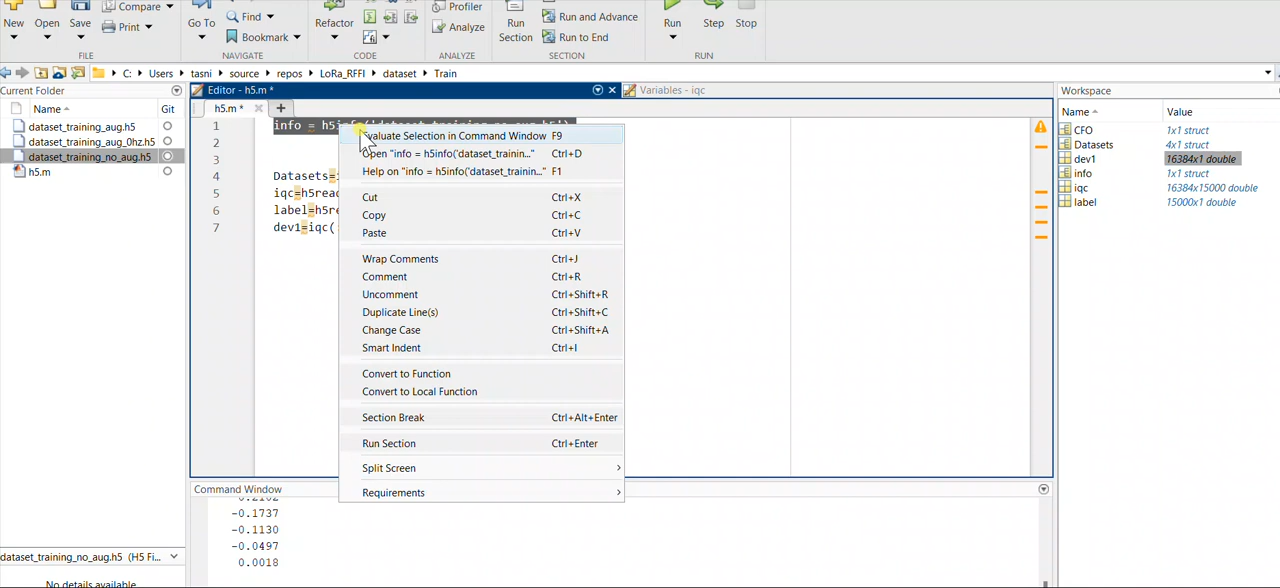 Compare
Profiler
New
Open
Save
Print
Go To
Find
Bookmark
Refactor
Analyze
Run
Section
Run and Advance
Run to End
Run
Step
Stop
FILE
NAVIGATE
CODE
ANALYZE
SECTION
RUN
C: Users tasni source repos LoRa_RFFI dataset Train
Current Folder
Name Git
dataset_training_aug.h5
dataset_training_aug_0hz.h5
dataset_training_no_aug.h5
h5.m
dataset_training_no_aug.h5 (H5 Fi...
No details available
Editor - h5.m *
Variables - iqc
h5.m *
1 info = h5info('dataset_training_no_aug.h5')
2
3
4 Datasets=i
5 iqc=h5read
6 label=h5re
7 dev1=iqc(
Evaluate Selection in Command Window F9
Open "info = h5info('dataset_trainin..." Ctrl+D
Help on "info = h5info('dataset_trainin..." F1
Cut Ctrl+X
Copy Ctrl+C
Paste Ctrl+V
Wrap Comments Ctrl+J
Comment Ctrl+R
Uncomment Ctrl+Shift+R
Duplicate Line(s) Ctrl+Shift+C
Change Case Ctrl+Shift+A
Smart Indent Ctrl+I
Convert to Function
Convert to Local Function
Section Break Ctrl+Alt+Enter
Run Section Ctrl+Enter
Split Screen
Requirements
Command Window
-0.1737
-0.1130
-0.0497
0.0018
Workspace
Name Value
CFO 1x1 struct
Datasets 4x1 struct
dev1 16384x1 double
info 1x1 struct
iqc 16384x15000 double
label 15000x1 double